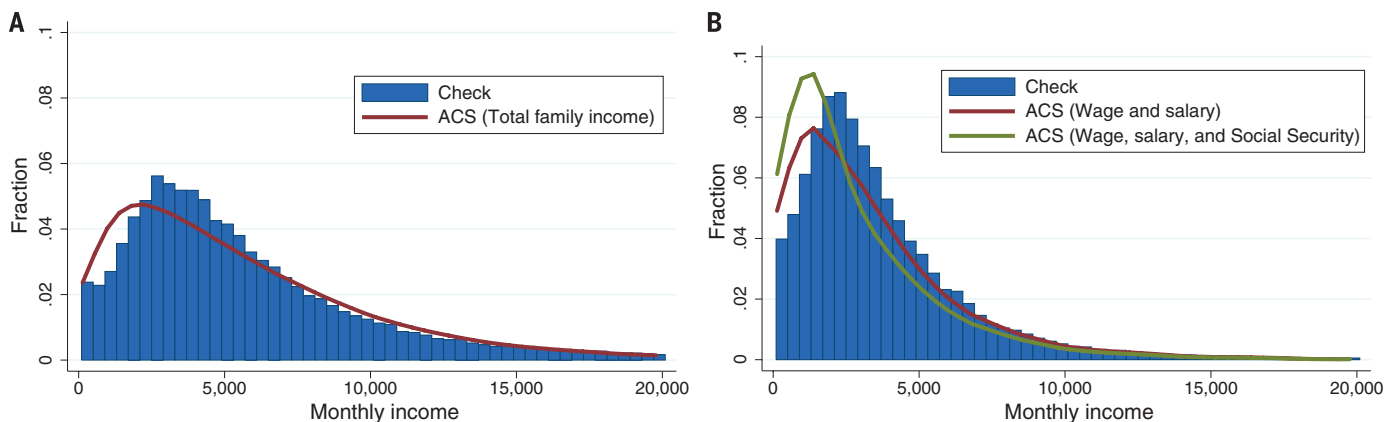 A
Fraction
.1
.08
.06
.04
.02
0
Check
ACS (Total family income)
0
5,000
10,000
15,000
20,000
Monthly income
B
Fraction
.1
.08
.06
.04
.02
0
Check
ACS (Wage and salary)
ACS (Wage, salary, and Social Security)
0
5,000
10,000
15,000
20,000
Monthly income